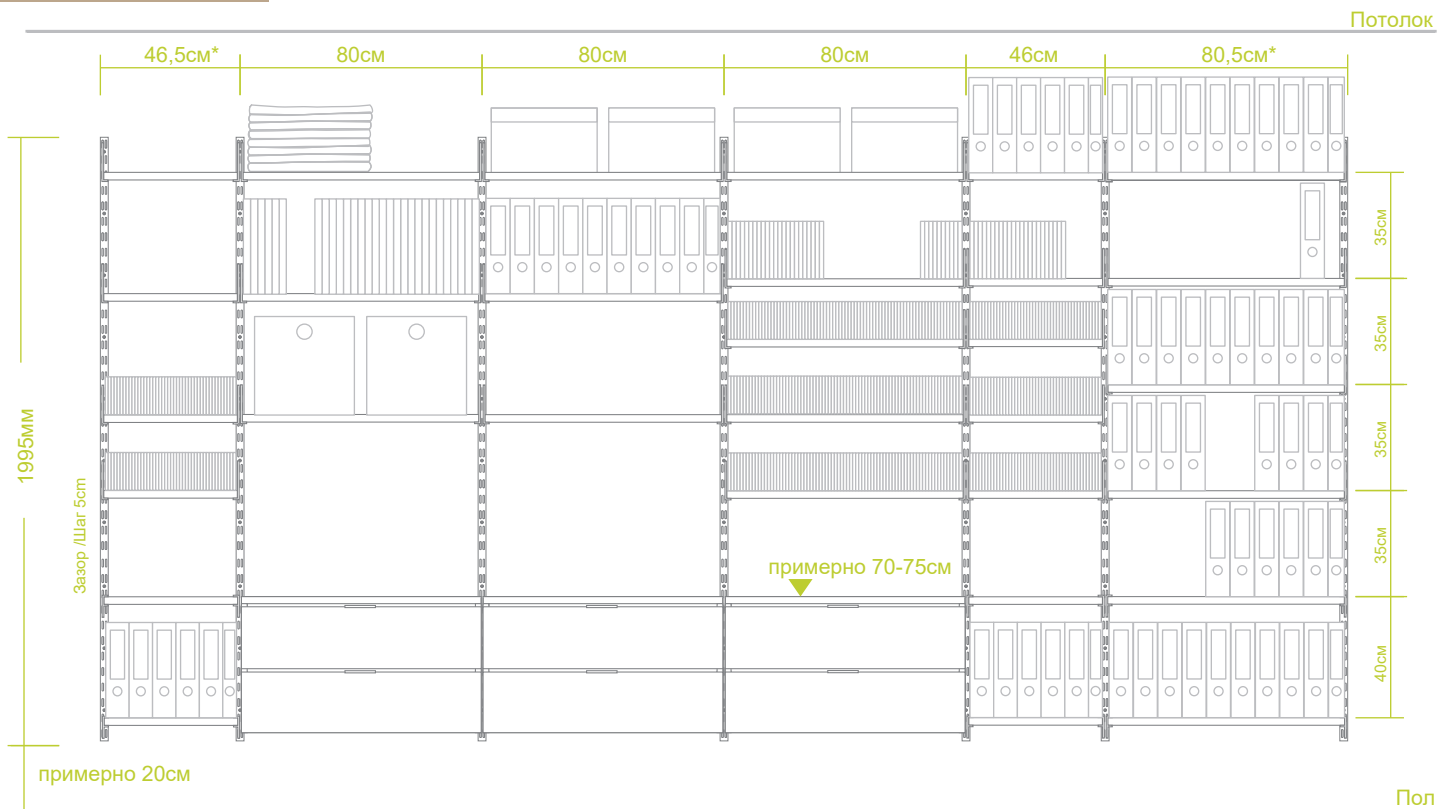 Потолок
46,5см*
80см
80см
80см
46см
80,5см*
35см
35см
1995мм
35см
Зазор /Шаг 5cm
35см
примерно 70-75см
40см
примерно 20см
Пол